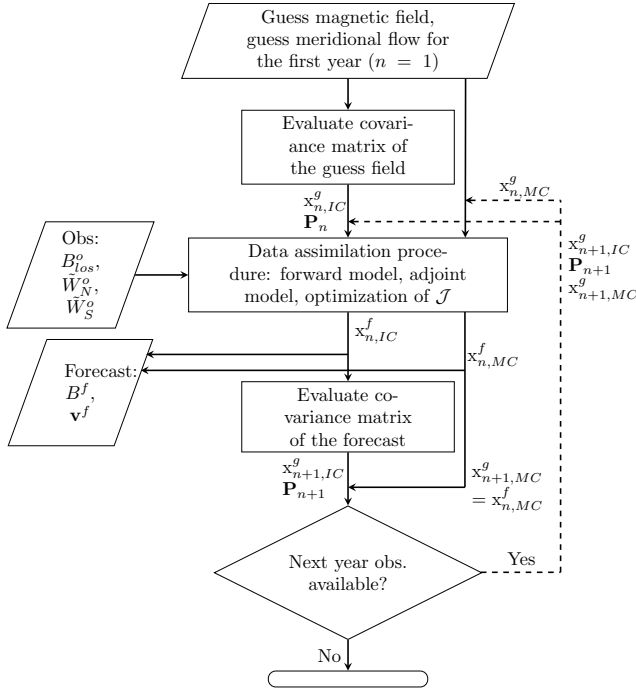 Guess magnetic field,
guess meridional flow for
the first year (n = 1)
Evaluate covari-
ance matrix of
the guess field
x^g_{n,IC}
P_n
x^g_{n,MC}
Obs:
B^o_{los},
W̃^o_N,
W̃^o_S
Data assimilation proce-
dure: forward model, adjoint
model, optimization of 𝒥
x^g_{n+1,IC}
P_{n+1}
x^g_{n+1,MC}
x^f_{n,IC}
x^f_{n,MC}
Forecast:
B^f,
v^f
Evaluate co-
variance matrix
of the forecast
x^g_{n+1,IC}
P_{n+1}
x^g_{n+1,MC}
= x^f_{n,MC}
Next year obs.
available?
Yes
No